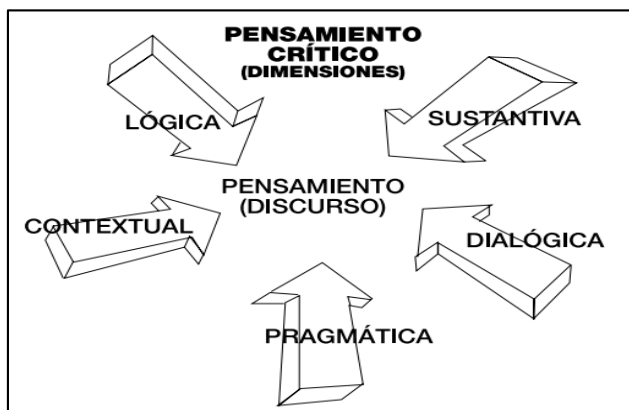 PENSAMIENTO
CRÍTICO
(DIMENSIONES)
LÓGICA
SUSTANTIVA
PENSAMIENTO
(DISCURSO)
CONTEXTUAL
DIALÓGICA
PRAGMÁTICA